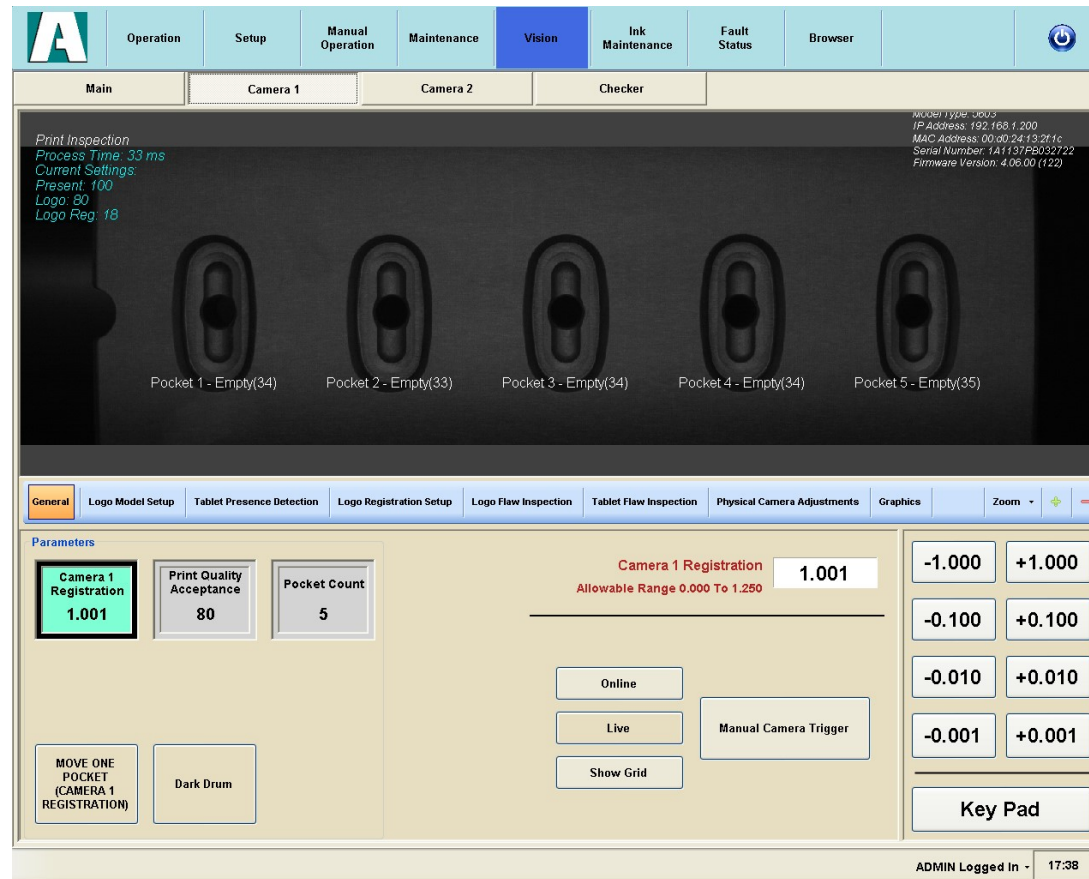 Operation
Setup
Manual
Operation
Maintenance
Vision
Ink
Maintenance
Fault
Status
Browser
Main
Camera 1
Camera 2
Checker
Print Inspection
Process Time: 33 ms
Current Settings:
Present: 100
Logo: 80
Logo Reg: 18
Model Type: 5603
IP Address: 192.168.1.200
MAC Address: 00:d0:24:13:2f:1c
Serial Number: 1A1137PB032722
Firmware Version: 4.06.00 (122)
Pocket 1 - Empty(34)
Pocket 2 - Empty(33)
Pocket 3 - Empty(34)
Pocket 4 - Empty(34)
Pocket 5 - Empty(35)
General
Logo Model Setup
Tablet Presence Detection
Logo Registration Setup
Logo Flaw Inspection
Tablet Flaw Inspection
Physical Camera Adjustments
Graphics
Zoom
Parameters
Camera 1
Registration
1.001
Print Quality
Acceptance
80
Pocket Count
5
Camera 1 Registration
Allowable Range 0.000 To 1.250
1.001
-1.000
+1.000
-0.100
+0.100
-0.010
+0.010
-0.001
+0.001
Online
Live
Show Grid
Manual Camera Trigger
MOVE ONE
POCKET
(CAMERA 1
REGISTRATION)
Dark Drum
Key Pad
ADMIN Logged In -
17:38